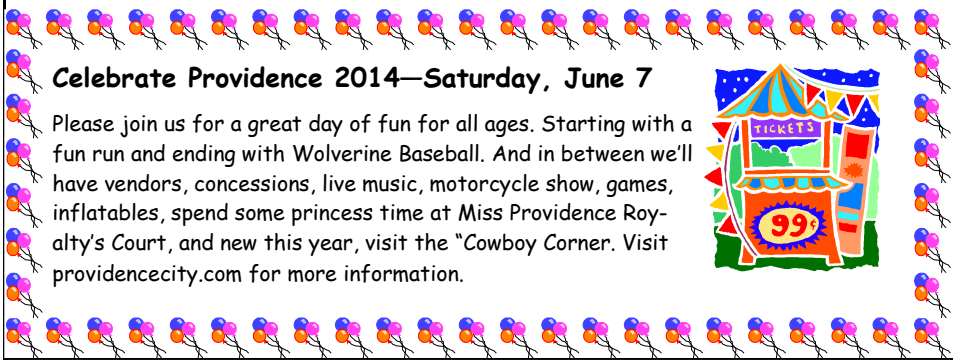 Celebrate Providence 2014—Saturday, June 7
Please join us for a great day of fun for all ages. Starting with a
fun run and ending with Wolverine Baseball. And in between we'll
have vendors, concessions, live music, motorcycle show, games,
inflatables, spend some princess time at Miss Providence Roy-
alty's Court, and new this year, visit the "Cowboy Corner. Visit
providencecity.com for more information.
TICKETS
99¢